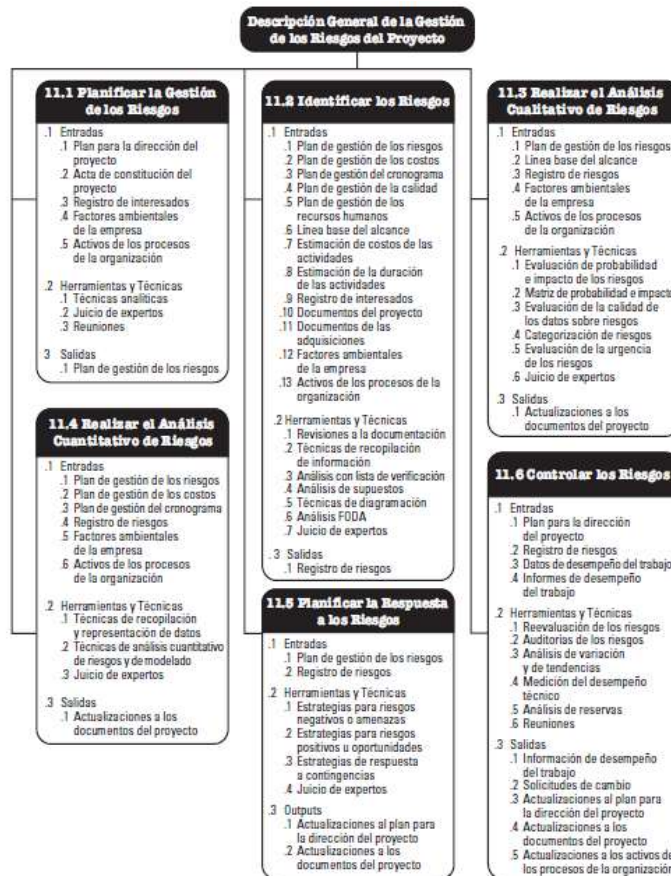 Descripción General de la Gestión
de los Riesgos del Proyecto
11.1 Planificar la Gestión
de los Riesgos
.1 Entradas
.1 Plan para la dirección del
proyecto
.2 Acta de constitución del
proyecto
.3 Registro de interesados
.4 Factores ambientales
de la empresa
.5 Activos de los procesos
de la organización
.2 Herramientas y Técnicas
.1 Técnicas analíticas
.2 Juicio de expertos
.3 Reuniones
3 Salidas
.1 Plan de gestión de los riesgos
11.2 Identificar los Riesgos
.1 Entradas
.1 Plan de gestión de los riesgos
.2 Plan de gestión de los costos
.3 Plan de gestión del cronograma
.4 Plan de gestión de la calidad
.5 Plan de gestión de los
recursos humanos
.6 Línea base del alcance
.7 Estimación de costos de las
actividades
.8 Estimación de la duración
de las actividades
.9 Registro de interesados
.10 Documentos del proyecto
.11 Documentos de las
adquisiciones
.12 Factores ambientales
de la empresa
.13 Activos de los procesos de la
organización
.2 Herramientas y Técnicas
.1 Revisiones a la documentación
.2 Técnicas de recopilación
de información
.3 Análisis con lista de verificación
.4 Análisis de supuestos
.5 Técnicas de diagramación
.6 Análisis FODA
.7 Juicio de expertos
.3 Salidas
.1 Registro de riesgos
11.3 Realizar el Análisis
Cualitativo de Riesgos
.1 Entradas
.1 Plan de gestión de los riesgos
.2 Línea base del alcance
.3 Registro de riesgos
.4 Factores ambientales
de la empresa
.5 Activos de los procesos
de la organización
.2 Herramientas y Técnicas
.1 Evaluación de probabilidad
e impacto de los riesgos
.2 Matriz de probabilidad e impacto
.3 Evaluación de la calidad de
los datos sobre riesgos
.4 Categorización de riesgos
.5 Evaluación de la urgencia
de los riesgos
.6 Juicio de expertos
.3 Salidas
.1 Actualizaciones a los
documentos del proyecto
11.4 Realizar el Análisis
Cuantitativo de Riesgos
.1 Entradas
.1 Plan de gestión de los riesgos
.2 Plan de gestión de los costos
.3 Plan de gestión del cronograma
.4 Registro de riesgos
.5 Factores ambientales
de la empresa
.6 Activos de los procesos
de la organización
.2 Herramientas y Técnicas
.1 Técnicas de recopilación
y representación de datos
.2 Técnicas de análisis cuantitativo
de riesgos y de modelado
.3 Juicio de expertos
.3 Salidas
.1 Actualizaciones a los
documentos del proyecto
11.5 Planificar la Respuesta
a los Riesgos
.1 Entradas
.1 Plan de gestión de los riesgos
.2 Registro de riesgos
.2 Herramientas y Técnicas
.1 Estrategias para riesgos
negativos o amenazas
.2 Estrategias para riesgos
positivos u oportunidades
.3 Estrategias de respuesta
a contingencias
.4 Juicio de expertos
.3 Outputs
.1 Actualizaciones al plan para
la dirección del proyecto
.2 Actualizaciones a los
documentos del proyecto
11.6 Controlar los Riesgos
.1 Entradas
.1 Plan para la dirección
del proyecto
.2 Registro de riesgos
.3 Datos de desempeño del trabajo
.4 Informes de desempeño
del trabajo
.2 Herramientas y Técnicas
.1 Reevaluación de los riesgos
.2 Auditorías de los riesgos
.3 Análisis de variación
y de tendencias
.4 Medición del desempeño
técnico
.5 Análisis de reservas
.6 Reuniones
.3 Salidas
.1 Información de desempeño
del trabajo
.2 Solicitudes de cambio
.3 Actualizaciones al plan para
la dirección del proyecto
.4 Actualizaciones a los
documentos del proyecto
.5 Actualizaciones a los activos de
los procesos de la organización